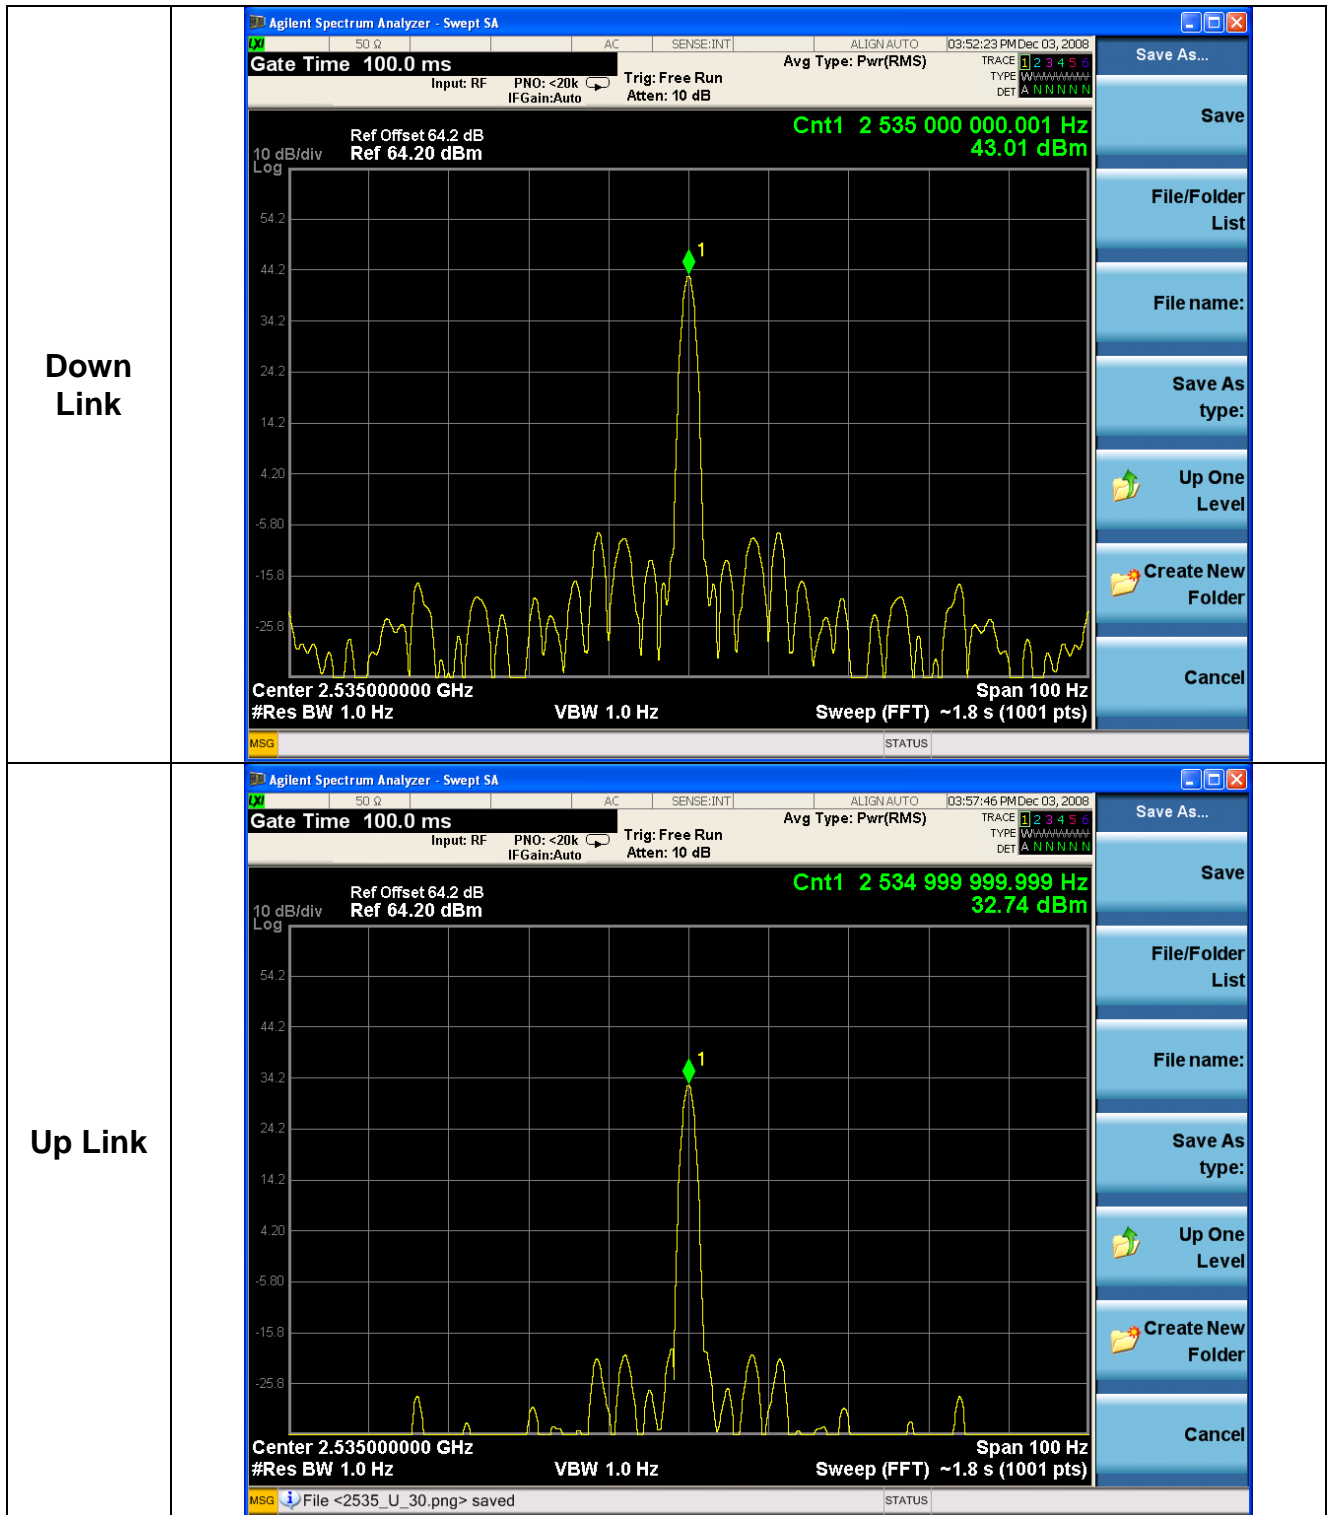 Down
Link
Agilent Spectrum Analyzer - Swept SA
LXI 50 Ω AC SENSE:INT ALIGN AUTO 03:52:23 PM Dec 03, 2008
Gate Time 100.0 ms
Input: RF PNO: <20k
IFGain:Auto
Trig: Free Run
Atten: 10 dB
Avg Type: Pwr(RMS)
TRACE 1 2 3 4 5 6
TYPE
DET A N N N N N
Cnt1 2 535 000 000.001 Hz
43.01 dBm
Ref Offset 64.2 dB
10 dB/div Ref 64.20 dBm
Log
54.2
44.2
34.2
24.2
14.2
4.20
-5.80
-15.8
-25.8
1
Center 2.535000000 GHz Span 100 Hz
#Res BW 1.0 Hz VBW 1.0 Hz Sweep (FFT) ~1.8 s (1001 pts)
MSG STATUS
Save As...
Save
File/Folder
List
File name:
Save As
type:
Up One
Level
Create New
Folder
Cancel
Up Link
Agilent Spectrum Analyzer - Swept SA
LXI 50 Ω AC SENSE:INT ALIGN AUTO 03:57:46 PM Dec 03, 2008
Gate Time 100.0 ms
Input: RF PNO: <20k
IFGain:Auto
Trig: Free Run
Atten: 10 dB
Avg Type: Pwr(RMS)
TRACE 1 2 3 4 5 6
TYPE
DET A N N N N N
Cnt1 2 534 999 999.999 Hz
32.74 dBm
Ref Offset 64.2 dB
10 dB/div Ref 64.20 dBm
Log
54.2
44.2
34.2
24.2
14.2
4.20
-5.80
-15.8
-25.8
1
Center 2.535000000 GHz Span 100 Hz
#Res BW 1.0 Hz VBW 1.0 Hz Sweep (FFT) ~1.8 s (1001 pts)
MSG File <2535_U_30.png> saved STATUS
Save As...
Save
File/Folder
List
File name:
Save As
type:
Up One
Level
Create New
Folder
Cancel